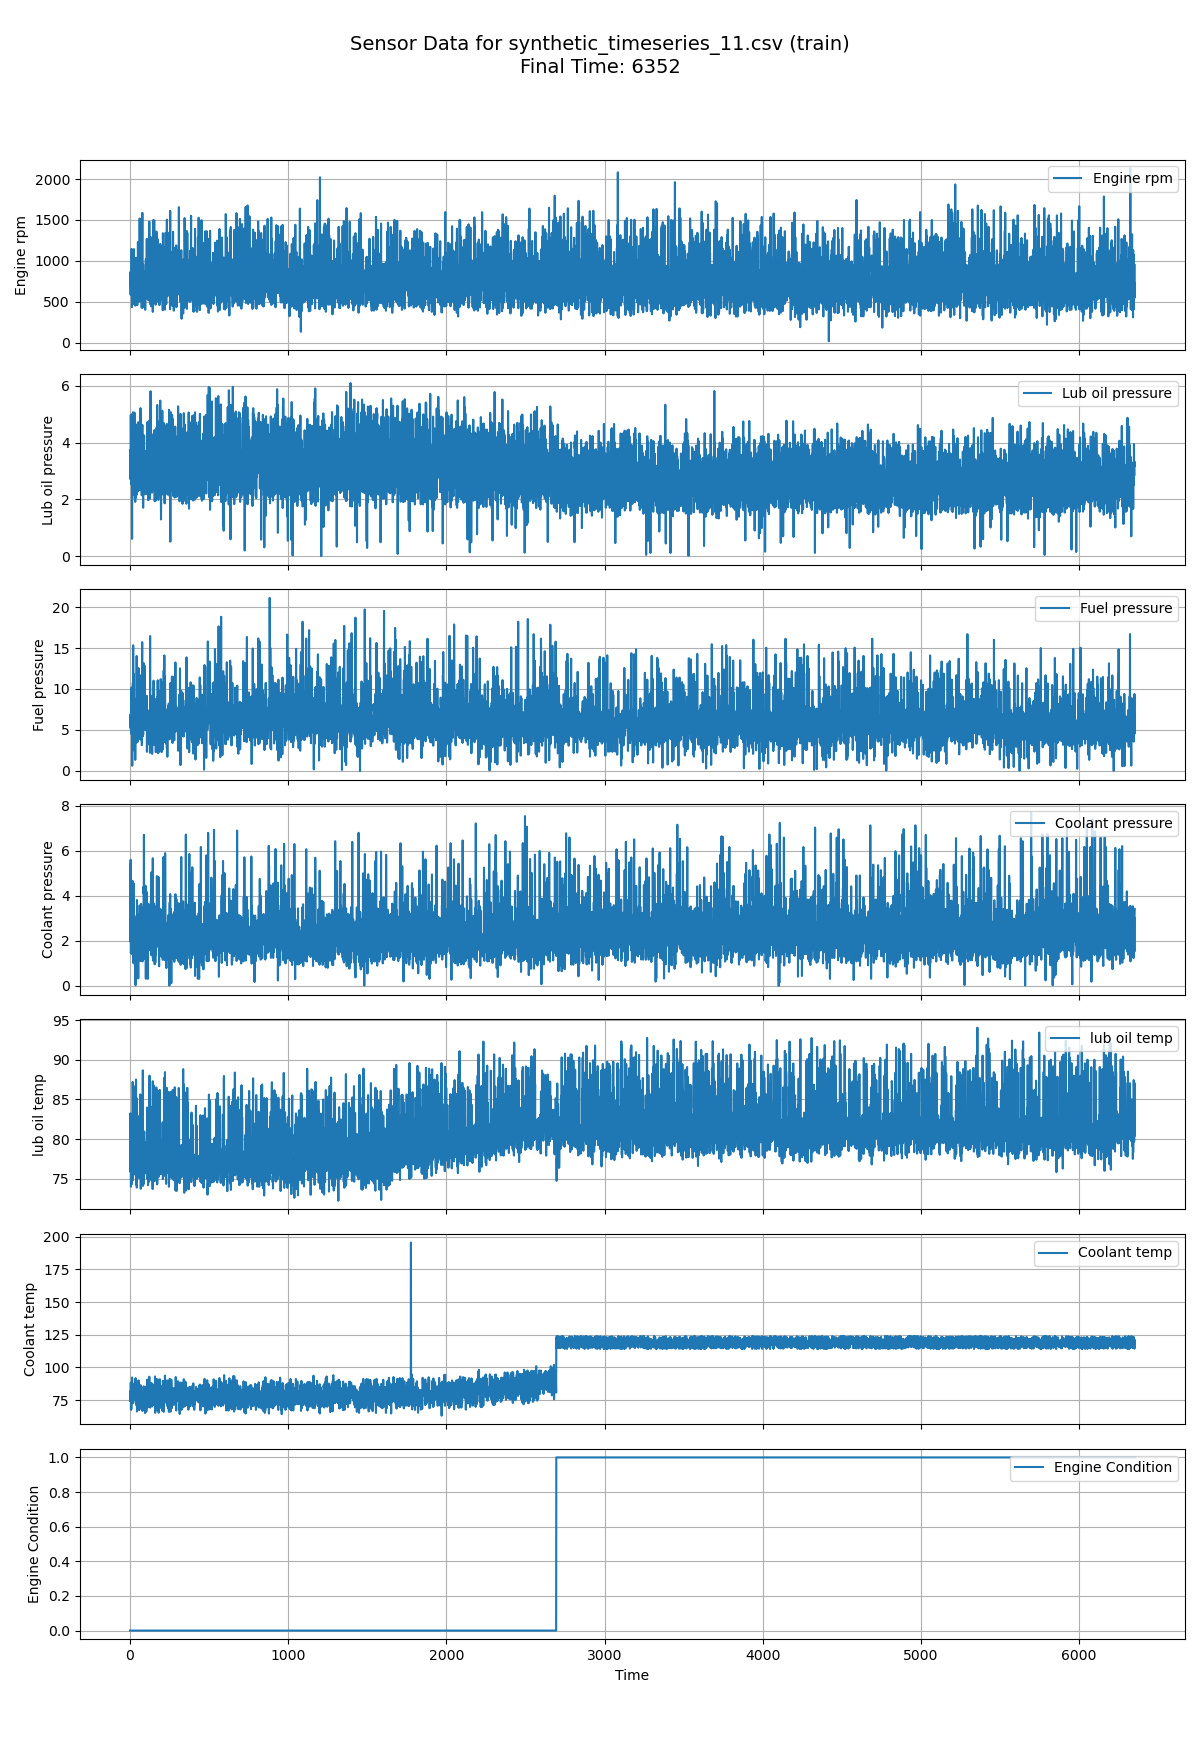 Sensor Data for synthetic_timeseries_11.csv (train)
Final Time: 6352
Engine rpm
2000
1500
1000
500
0
Engine rpm
Lub oil pressure
6
4
2
0
Lub oil pressure
Fuel pressure
20
15
10
5
0
Fuel pressure
Coolant pressure
8
6
4
2
0
Coolant pressure
lub oil temp
95
90
85
80
75
lub oil temp
Coolant temp
200
175
150
125
100
75
Coolant temp
Engine Condition
1.0
0.8
0.6
0.4
0.2
0.0
Engine Condition
0 1000 2000 3000 4000 5000 6000
Time